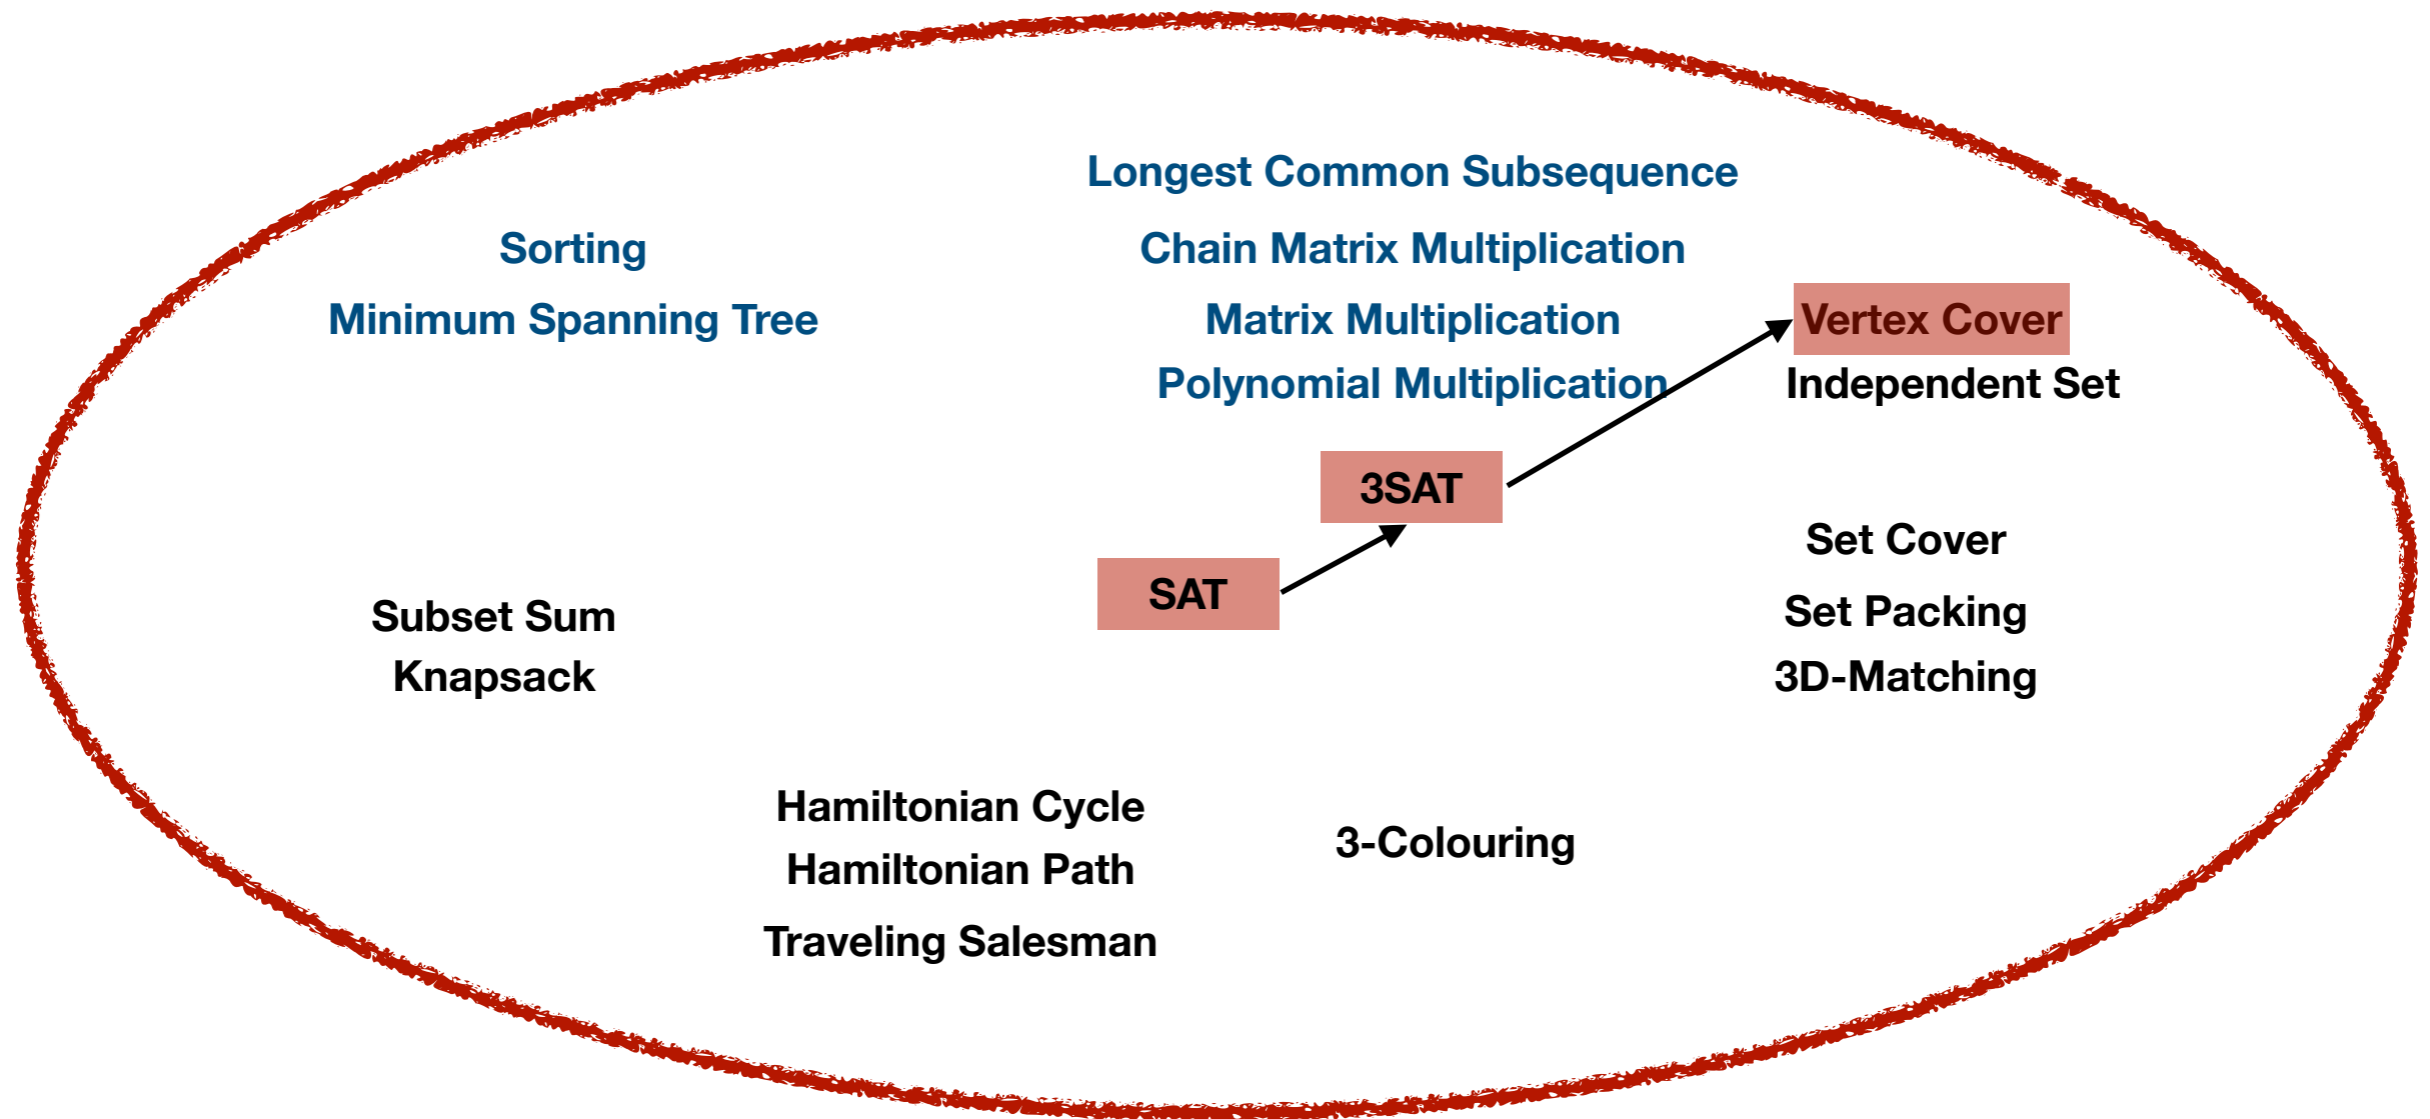 Longest Common Subsequence
Sorting
Chain Matrix Multiplication
Minimum Spanning Tree
Matrix Multiplication
Vertex Cover
Polynomial Multiplication
Independent Set
3SAT
Set Cover
SAT
Subset Sum
Set Packing
Knapsack
3D-Matching
Hamiltonian Cycle
3-Colouring
Hamiltonian Path
Traveling Salesman